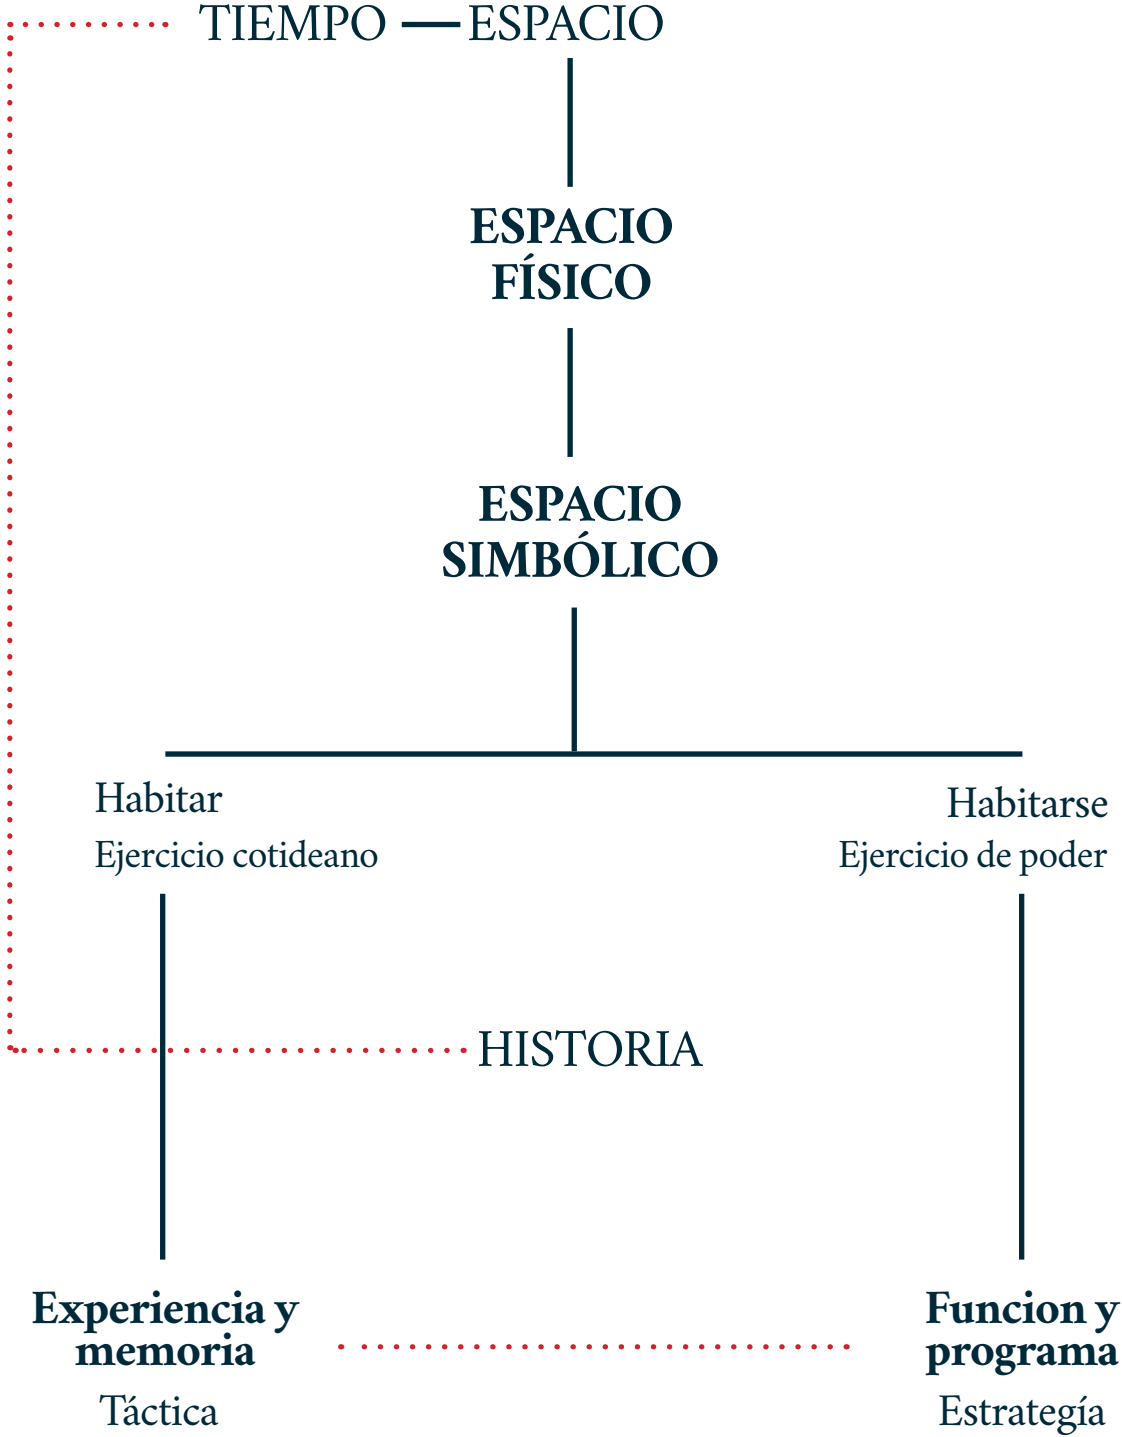 TIEMPO — ESPACIO
ESPACIO
FÍSICO
ESPACIO
SIMBÓLICO
Habitar
Habitarse
Ejercicio cotideano
Ejercicio de poder
HISTORIA
Experiencia y
memoria
Funcion y
programa
Táctica
Estrategía